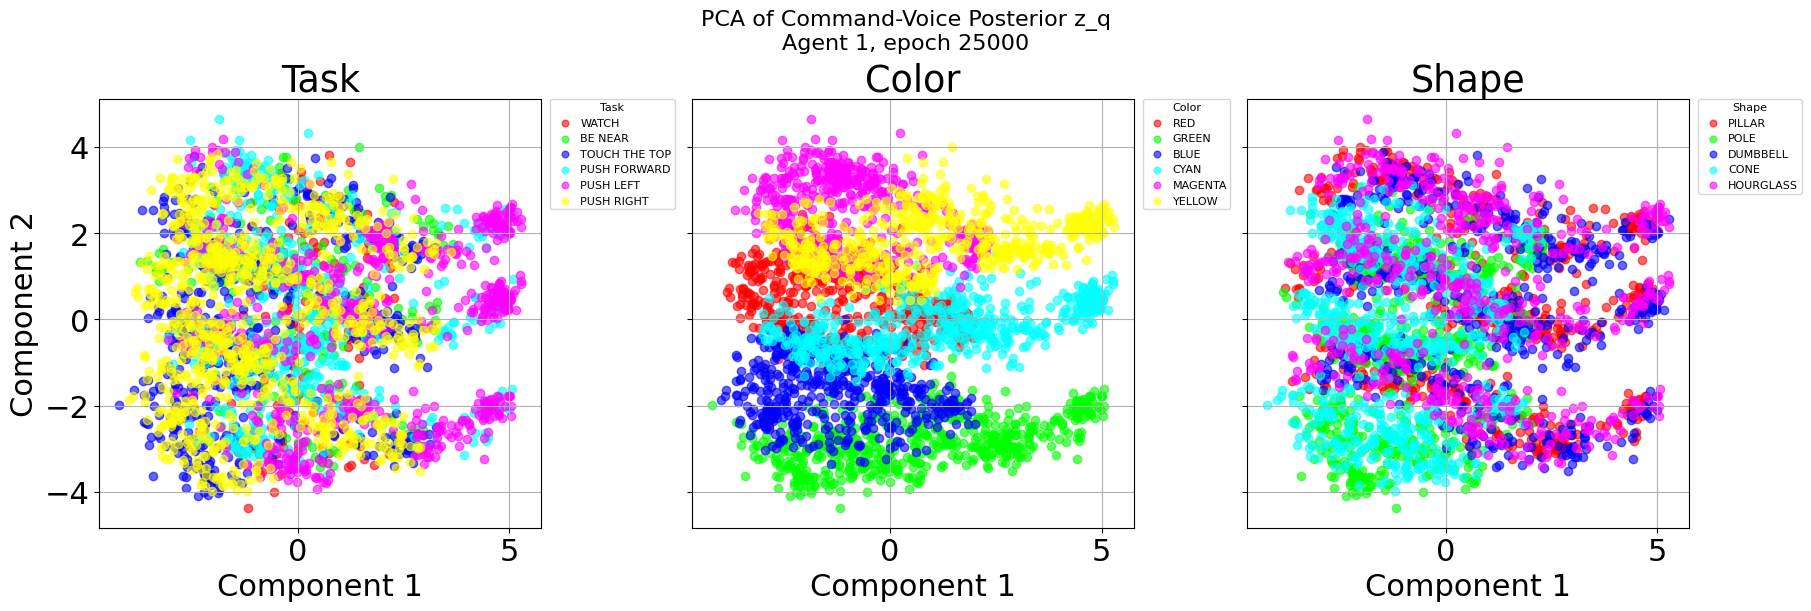 PCA of Command-Voice Posterior z_q
Agent 1, epoch 25000
Task
4
2
0
−2
−4
Component 2
0
5
Component 1
Task
WATCH
BE NEAR
TOUCH THE TOP
PUSH FORWARD
PUSH LEFT
PUSH RIGHT
Color
0
5
Component 1
Color
RED
GREEN
BLUE
CYAN
MAGENTA
YELLOW
Shape
0
5
Component 1
Shape
PILLAR
POLE
DUMBBELL
CONE
HOURGLASS